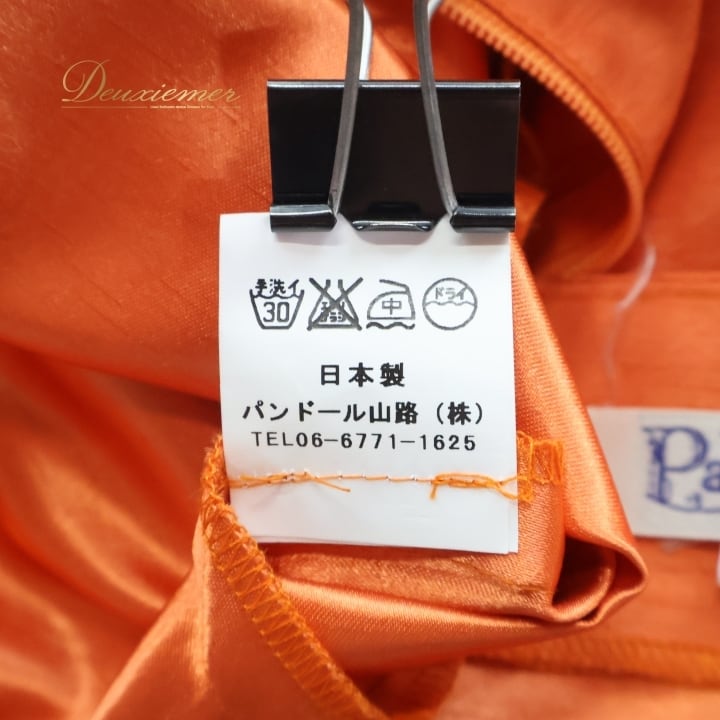 Deuxiemer
手洗イ 30 中 ドライ
日本製
パンドール山路（株）
TEL06-6771-1625
Pa